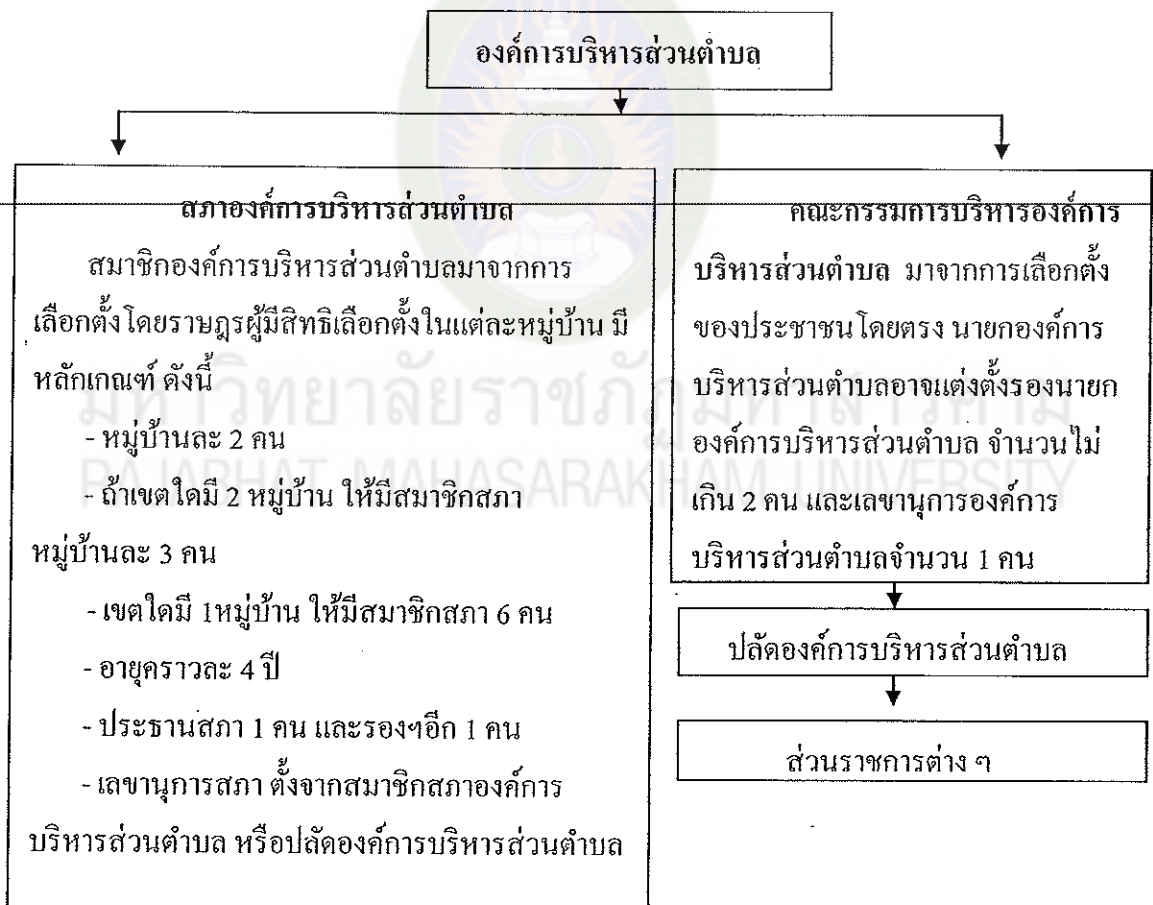 องค์การบริหารส่วนตำบล
สภาองค์การบริหารส่วนตำบล
สมาชิกองค์การบริหารส่วนตำบลมาจากการ
เลือกตั้งโดยราษฎรผู้มีสิทธิเลือกตั้งในแต่ละหมู่บ้าน มี
หลักเกณฑ์ ดังนี้
- หมู่บ้านละ 2 คน
- ถ้าเขตใดมี 2 หมู่บ้าน ให้มีสมาชิกสภา
หมู่บ้านละ 3 คน
- เขตใดมี 1หมู่บ้าน ให้มีสมาชิกสภา 6 คน
- อายุคราวละ 4 ปี
- ประธานสภา 1 คน และรองฯอีก 1 คน
- เลขานุการสภา ตั้งจากสมาชิกสภาองค์การ
บริหารส่วนตำบล หรือปลัดองค์การบริหารส่วนตำบล
คณะกรรมการบริหารองค์การ
บริหารส่วนตำบล มาจากการเลือกตั้ง
ของประชาชนโดยตรง นายกองค์การ
บริหารส่วนตำบลอาจแต่งตั้งรองนายก
องค์การบริหารส่วนตำบล จำนวนไม่
เกิน 2 คน และเลขานุการองค์การ
บริหารส่วนตำบลจำนวน 1 คน
ปลัดองค์การบริหารส่วนตำบล
ส่วนราชการต่าง ๆ
มหาวิทยาลัยราชภัฏมหาสารคาม
RAJABHAT MAHASARAKHAM UNIVERSITY